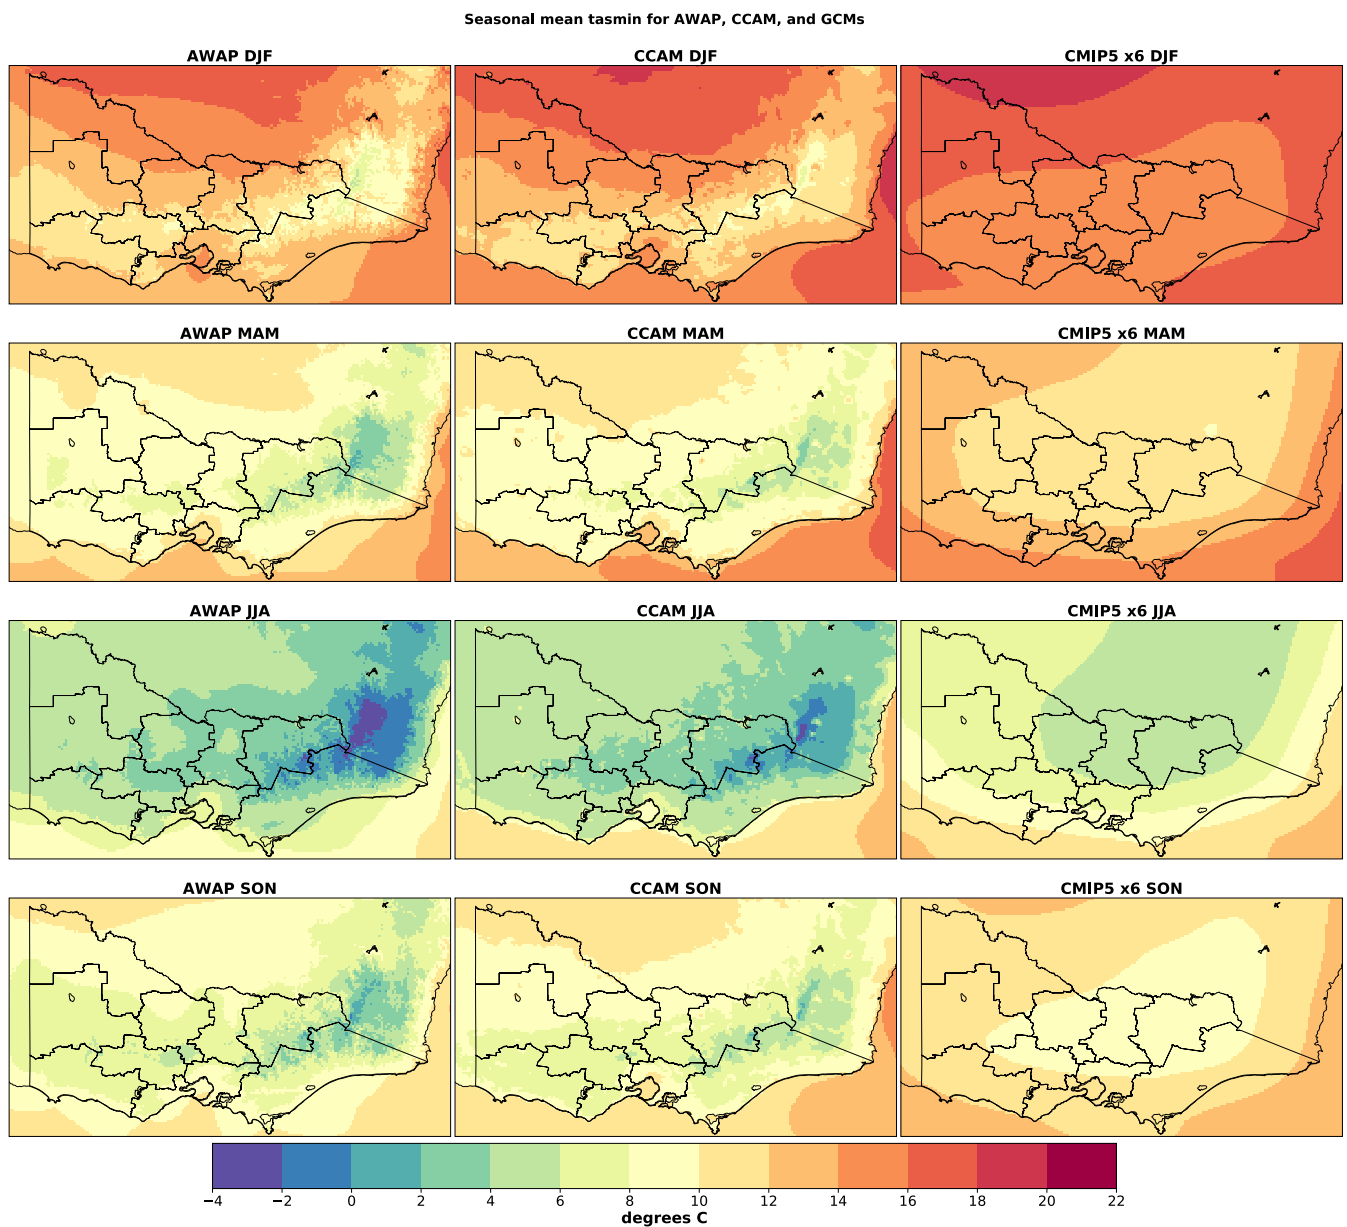 Seasonal mean tasmin for AWAP, CCAM, and GCMs
AWAP DJF
CCAM DJF
CMIP5 x6 DJF
AWAP MAM
CCAM MAM
CMIP5 x6 MAM
AWAP JJA
CCAM JJA
CMIP5 x6 JJA
AWAP SON
CCAM SON
CMIP5 x6 SON
−4 −2 0 2 4 6 8 10 12 14 16 18 20 22
degrees C